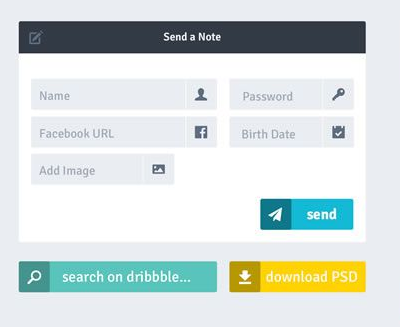 Send a Note
Name
Password
Facebook URL
Birth Date
Add Image
send
search on dribbble...
download PSD